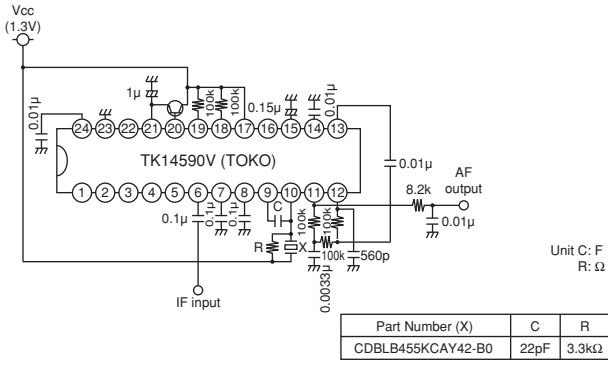 Vcc
(1.3V)
1μ
100k
100k
0.15μ
0.01μ
0.01μ
24 23 22 21 20 19 18 17 16 15 14 13
TK14590V (TOKO)
1 2 3 4 5 6 7 8 9 10 11 12
0.01μ
AF
output
8.2k
0.01μ
0.1μ
0.1μ
0.1μ
C
R
X
100k
100k
100k
560p
0.0033μ
IF input
Unit C: F
R: Ω
Part Number (X) C R
CDBLB455KCAY42-B0 22pF 3.3kΩ